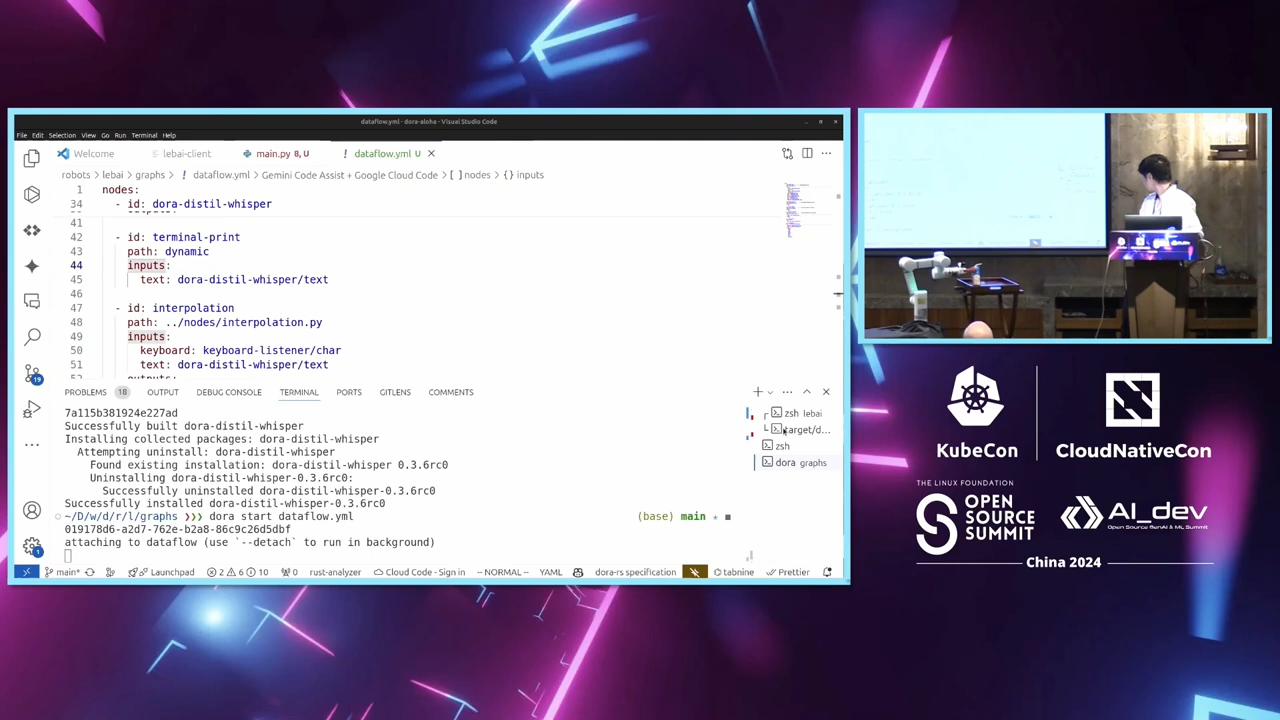 dataflow.yml - dora-aloha - Visual Studio Code
File Edit Selection View Go Run Terminal Help
Welcome lebai-client main.py 8, U dataflow.yml U
robots > lebai > graphs > ! dataflow.yml > Gemini Code Assist + Google Cloud Code > [ ] nodes > {} inputs
1 nodes:
34 - id: dora-distil-whisper
41
42 - id: terminal-print
43 path: dynamic
44 inputs:
45 text: dora-distil-whisper/text
46
47 - id: interpolation
48 path: ../nodes/interpolation.py
49 inputs:
50 keyboard: keyboard-listener/char
51 text: dora-distil-whisper/text
PROBLEMS 18 OUTPUT DEBUG CONSOLE TERMINAL PORTS GITLENS COMMENTS
7a115b381924e227ad
Successfully built dora-distil-whisper
Installing collected packages: dora-distil-whisper
Attempting uninstall: dora-distil-whisper
Found existing installation: dora-distil-whisper 0.3.6rc0
Uninstalling dora-distil-whisper-0.3.6rc0:
Successfully uninstalled dora-distil-whisper-0.3.6rc0
Successfully installed dora-distil-whisper-0.3.6rc0
~/D/w/d/r/l/graphs ❯❯❯ dora start dataflow.yml (base) main
019178d6-a2d7-762e-b2a8-86c9c26d5dbf
attaching to dataflow (use `--detach` to run in background)
zsh lebai
target/d...
zsh
dora graphs
19
1
main* Launchpad 2 6 10 0 rust-analyzer Cloud Code - Sign in -- NORMAL -- YAML dora-rs specification tabnine Prettier
KubeCon
CloudNativeCon
THE LINUX FOUNDATION
OPEN
SOURCE
SUMMIT
AI_dev
Open Source GenAI & ML Summit
China 2024